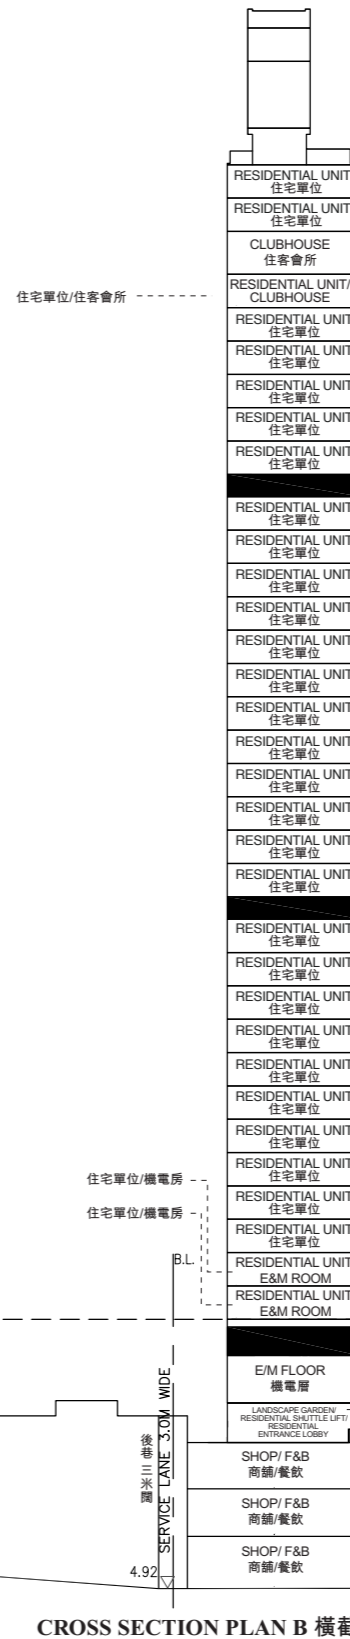 RESIDENTIAL UNIT
住宅單位
RESIDENTIAL UNIT
住宅單位
CLUBHOUSE
住客會所
住宅單位/住客會所
RESIDENTIAL UNIT/
CLUBHOUSE
RESIDENTIAL UNIT
住宅單位
RESIDENTIAL UNIT
住宅單位
RESIDENTIAL UNIT
住宅單位
RESIDENTIAL UNIT
住宅單位
RESIDENTIAL UNIT
住宅單位
RESIDENTIAL UNIT
住宅單位
RESIDENTIAL UNIT
住宅單位
RESIDENTIAL UNIT
住宅單位
RESIDENTIAL UNIT
住宅單位
RESIDENTIAL UNIT
住宅單位
RESIDENTIAL UNIT
住宅單位
RESIDENTIAL UNIT
住宅單位
RESIDENTIAL UNIT
住宅單位
RESIDENTIAL UNIT
住宅單位
RESIDENTIAL UNIT
住宅單位
RESIDENTIAL UNIT
住宅單位
RESIDENTIAL UNIT
住宅單位
RESIDENTIAL UNIT
住宅單位
RESIDENTIAL UNIT
住宅單位
RESIDENTIAL UNIT
住宅單位
RESIDENTIAL UNIT
住宅單位
RESIDENTIAL UNIT
住宅單位
RESIDENTIAL UNIT
住宅單位
RESIDENTIAL UNIT
住宅單位
RESIDENTIAL UNIT
住宅單位
RESIDENTIAL UNIT
住宅單位
RESIDENTIAL UNIT
住宅單位
住宅單位/機電房
住宅單位/機電房
B.L.
RESIDENTIAL UNIT
E&M ROOM
RESIDENTIAL UNIT
E&M ROOM
E/M FLOOR
機電層
LANDSCAPE GARDEN/
RESIDENTIAL SHUTTLE LIFT/
RESIDENTIAL
ENTRANCE LOBBY
後巷 三米闊
SERVICE LANE 3.0M WIDE
SHOP/ F&B
商舖/餐飲
SHOP/ F&B
商舖/餐飲
SHOP/ F&B
商舖/餐飲
4.92
CROSS SECTION PLAN B 橫